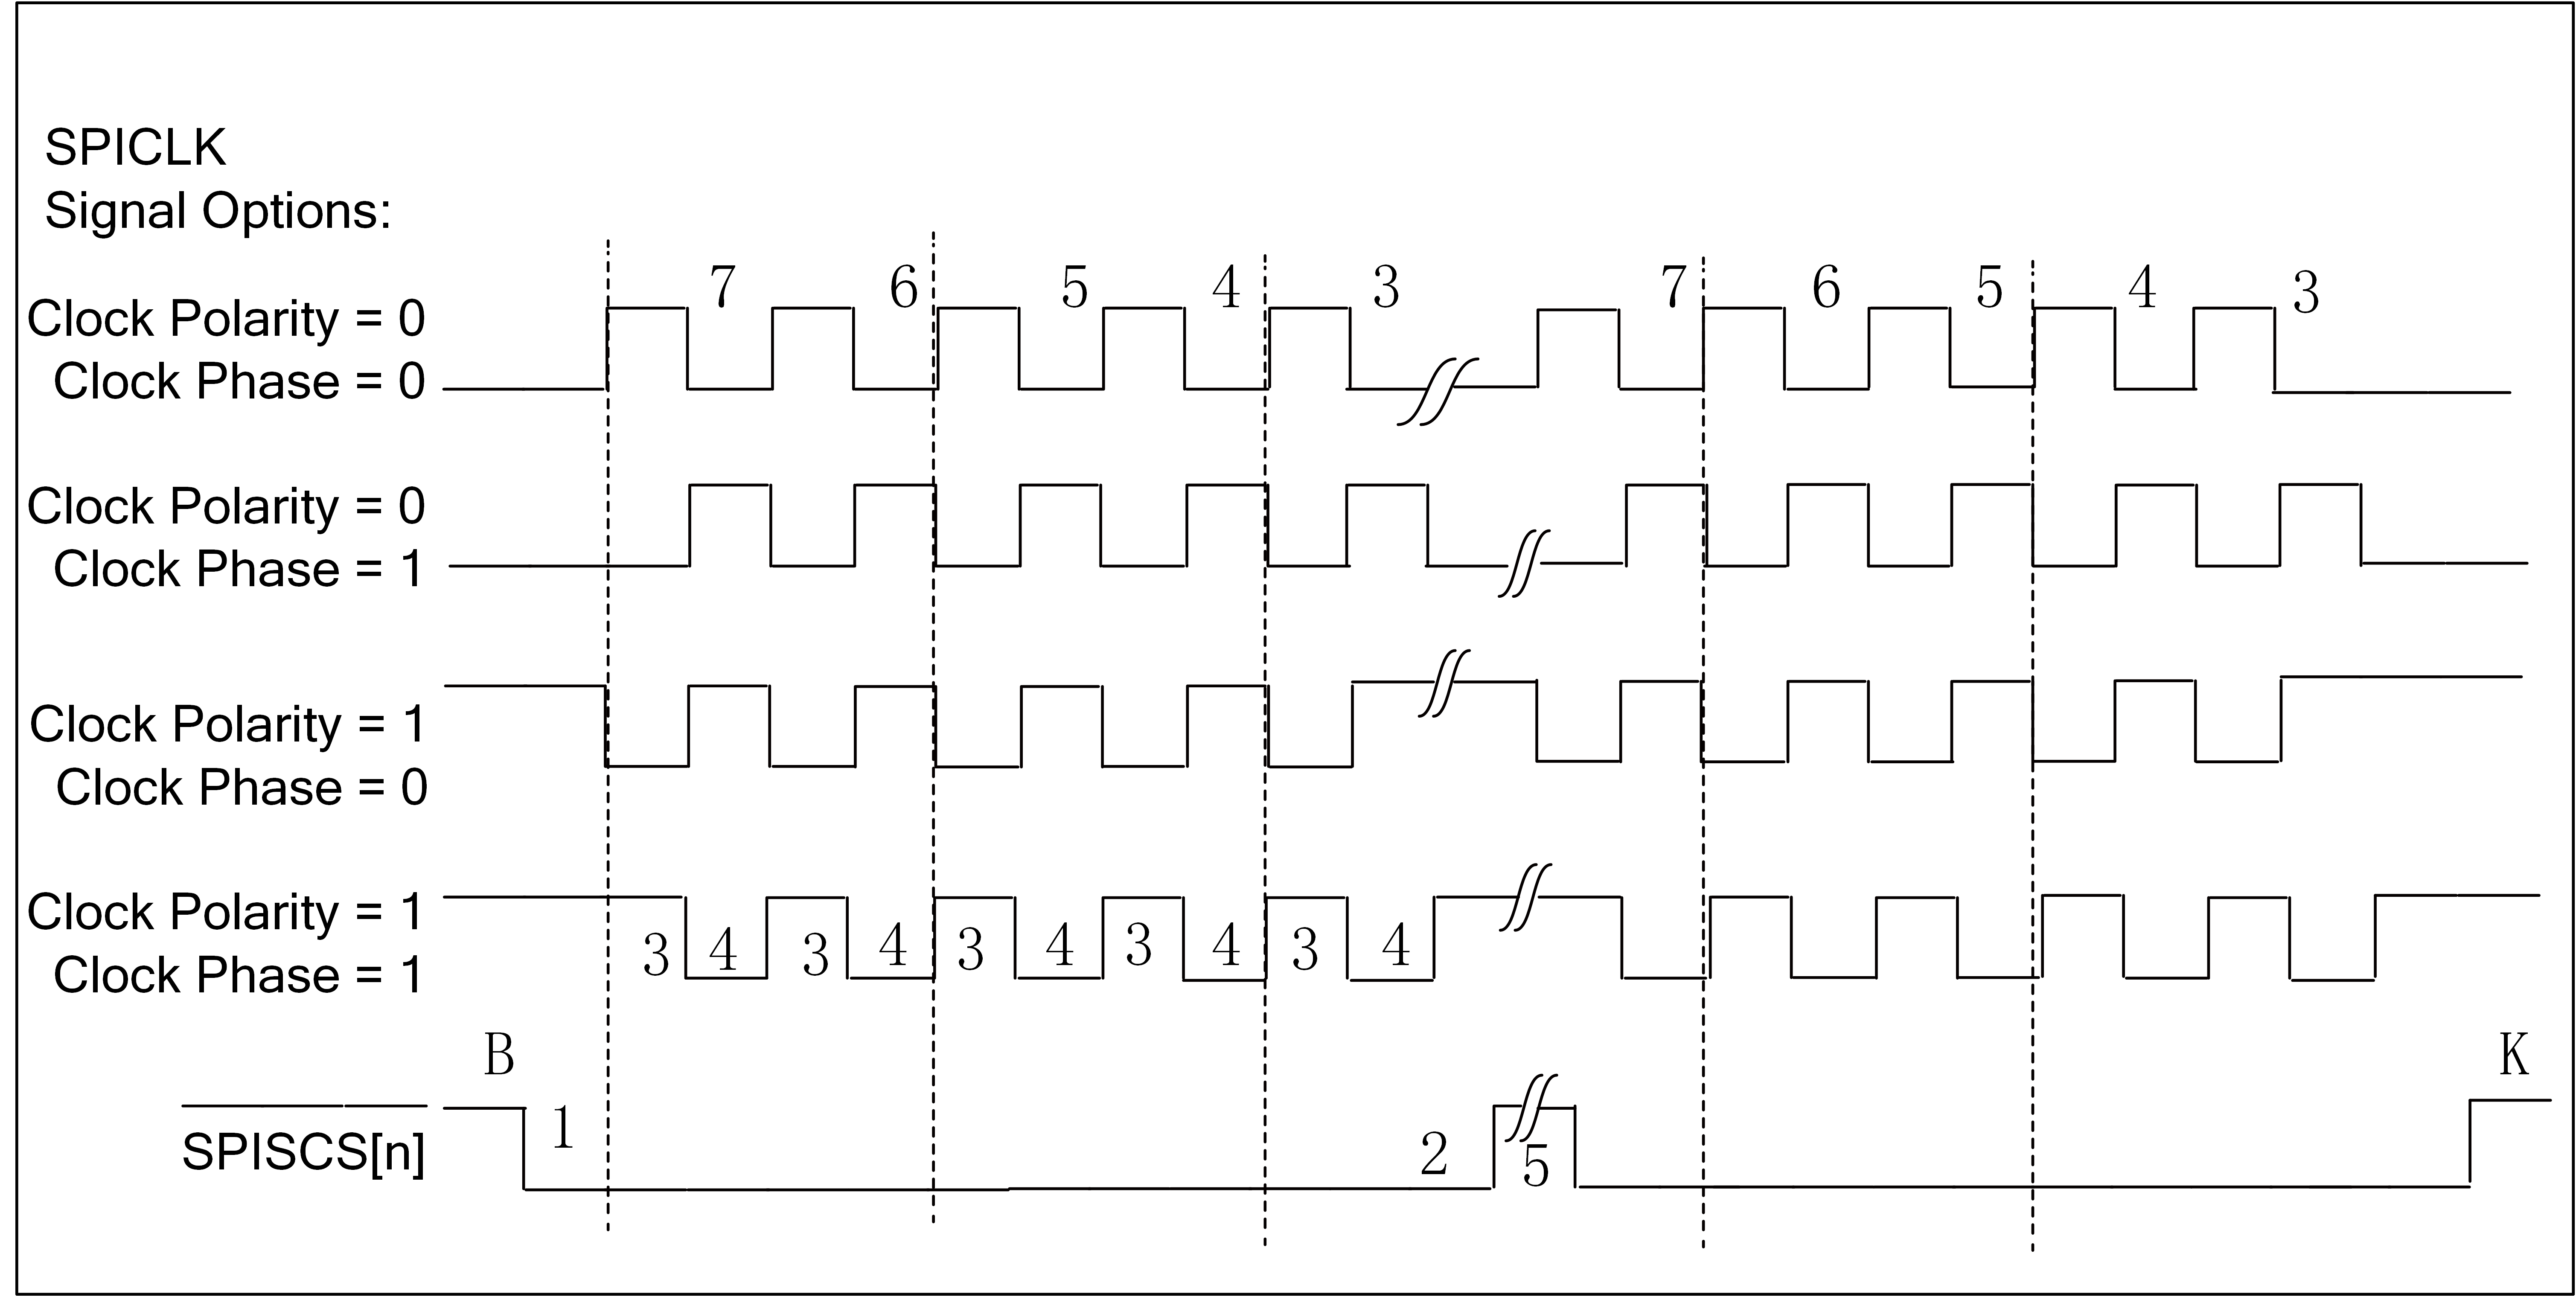 SPICLK
Signal Options:
7 6 5 4 3 7 6 5 4 3
Clock Polarity = 0
Clock Phase = 0
Clock Polarity = 0
Clock Phase = 1
Clock Polarity = 1
Clock Phase = 0
Clock Polarity = 1
Clock Phase = 1
3 4 3 4 3 4 3 4 3 4
B K
1 2 5
SPISCS[n]